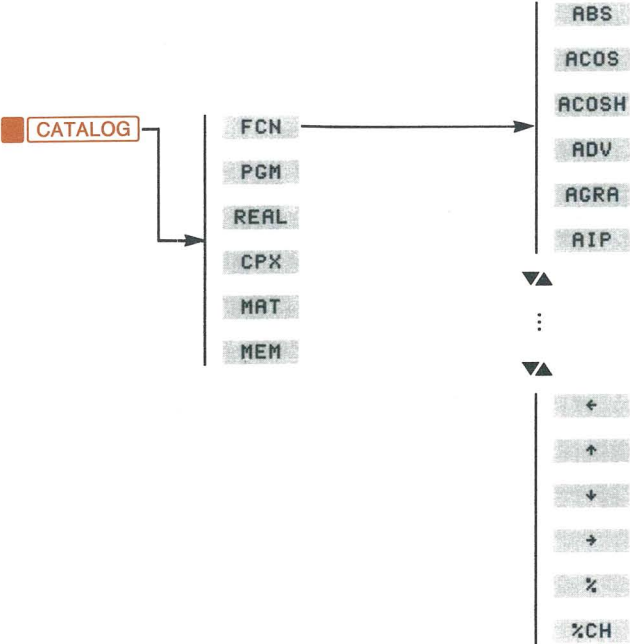 CATALOG
FCN
PGM
REAL
CPX
MAT
MEM
ABS
ACOS
ACOSH
ADV
AGRA
AIP
▼▲
⋮
▼▲
←
↑
↓
→
%
%CH